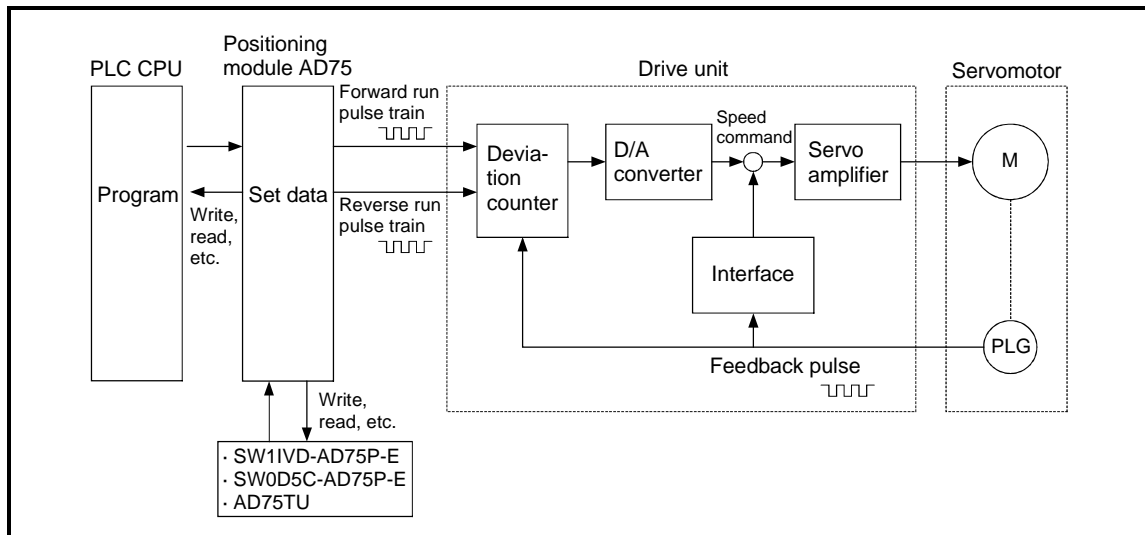 Positioning
module AD75
PLC CPU
Drive unit
Servomotor
Forward run
pulse train
Speed
command
Devia-
tion
counter
D/A
converter
Servo
amplifier
M
Program
Set data
Write,
read,
etc.
Reverse run
pulse train
Interface
PLG
Feedback pulse
Write,
read, etc.
· SW1IVD-AD75P-E
· SW0D5C-AD75P-E
· AD75TU